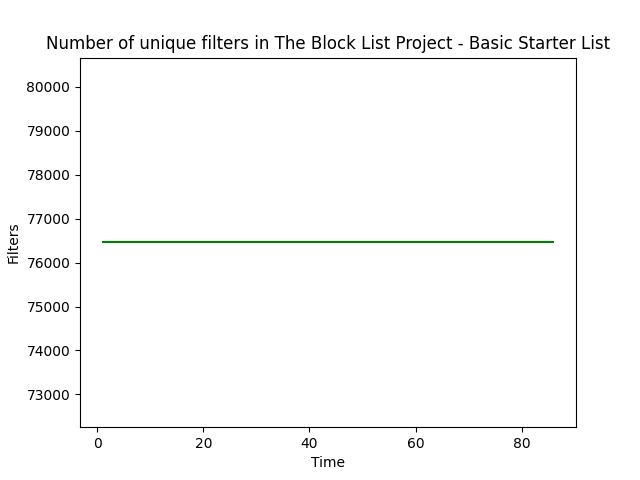 Number of unique filters in The Block List Project - Basic Starter List
80000
79000
78000
77000
76000
75000
74000
73000
Filters
0 20 40 60 80
Time